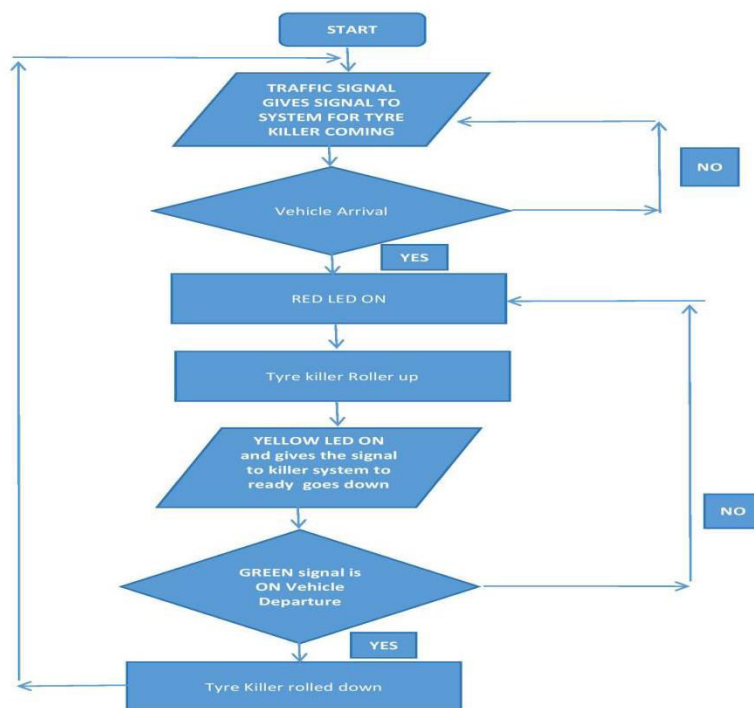 START
TRAFFIC SIGNAL
GIVES SIGNAL TO
SYSTEM FOR TYRE
KILLER COMING
NO
Vehicle Arrival
YES
RED LED ON
Tyre killer Roller up
YELLOW LED ON
and gives the signal
to killer system to
ready goes down
NO
GREEN signal is
ON Vehicle
Departure
YES
Tyre Killer rolled down